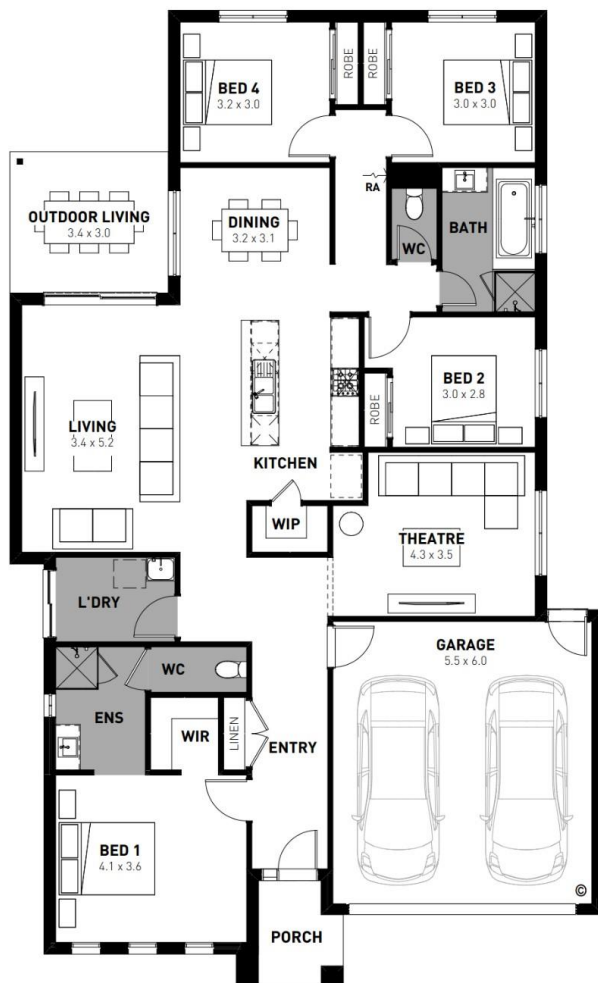 BED 4
3.2 x 3.0
ROBE
ROBE
BED 3
3.0 x 3.0
RA
OUTDOOR LIVING
3.4 x 3.0
DINING
3.2 x 3.1
WC
BATH
BED 2
3.0 x 2.8
ROBE
LIVING
3.4 x 5.2
KITCHEN
WIP
THEATRE
4.3 x 3.5
L'DRY
GARAGE
5.5 x 6.0
WC
ENS
WIR
LINEN
ENTRY
BED 1
4.1 x 3.6
©
PORCH